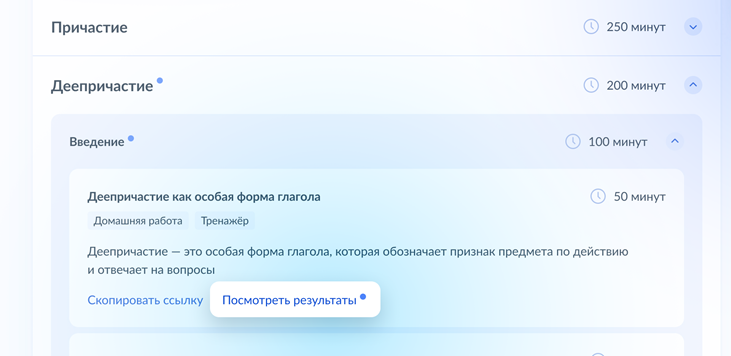 Причастие
250 минут
Деепричастие
200 минут
Введение
100 минут
Деепричастие как особая форма глагола
50 минут
Домашняя работа
Тренажёр
Деепричастие — это особая форма глагола, которая обозначает признак предмета по действию
и отвечает на вопросы
Скопировать ссылку
Посмотреть результаты